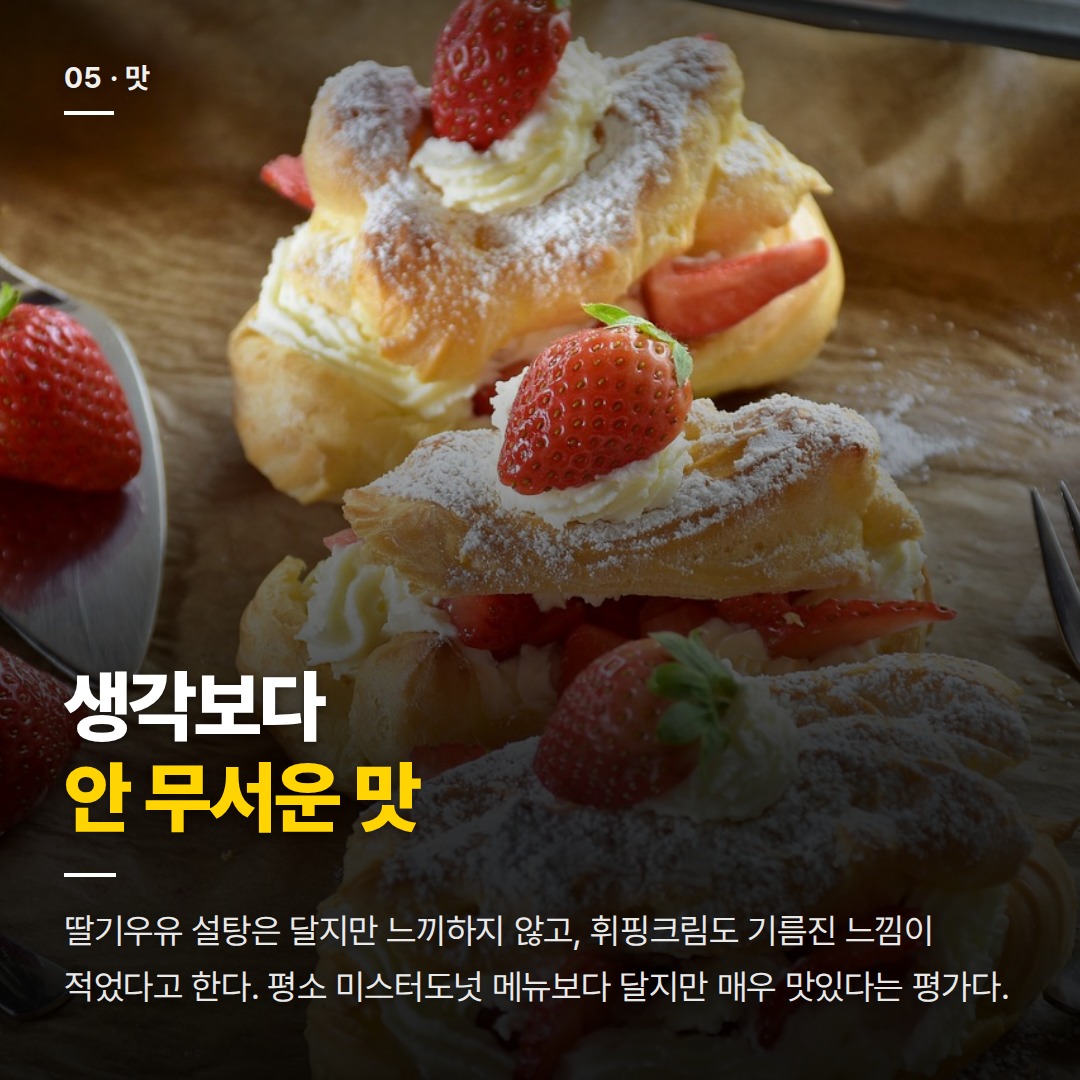 05 · 맛
생각보다
안 무서운 맛
딸기우유 설탕은 달지만 느끼하지 않고, 휘핑크림도 기름진 느낌이
적었다고 한다. 평소 미스터도넛 메뉴보다 달지만 매우 맛있다는 평가다.